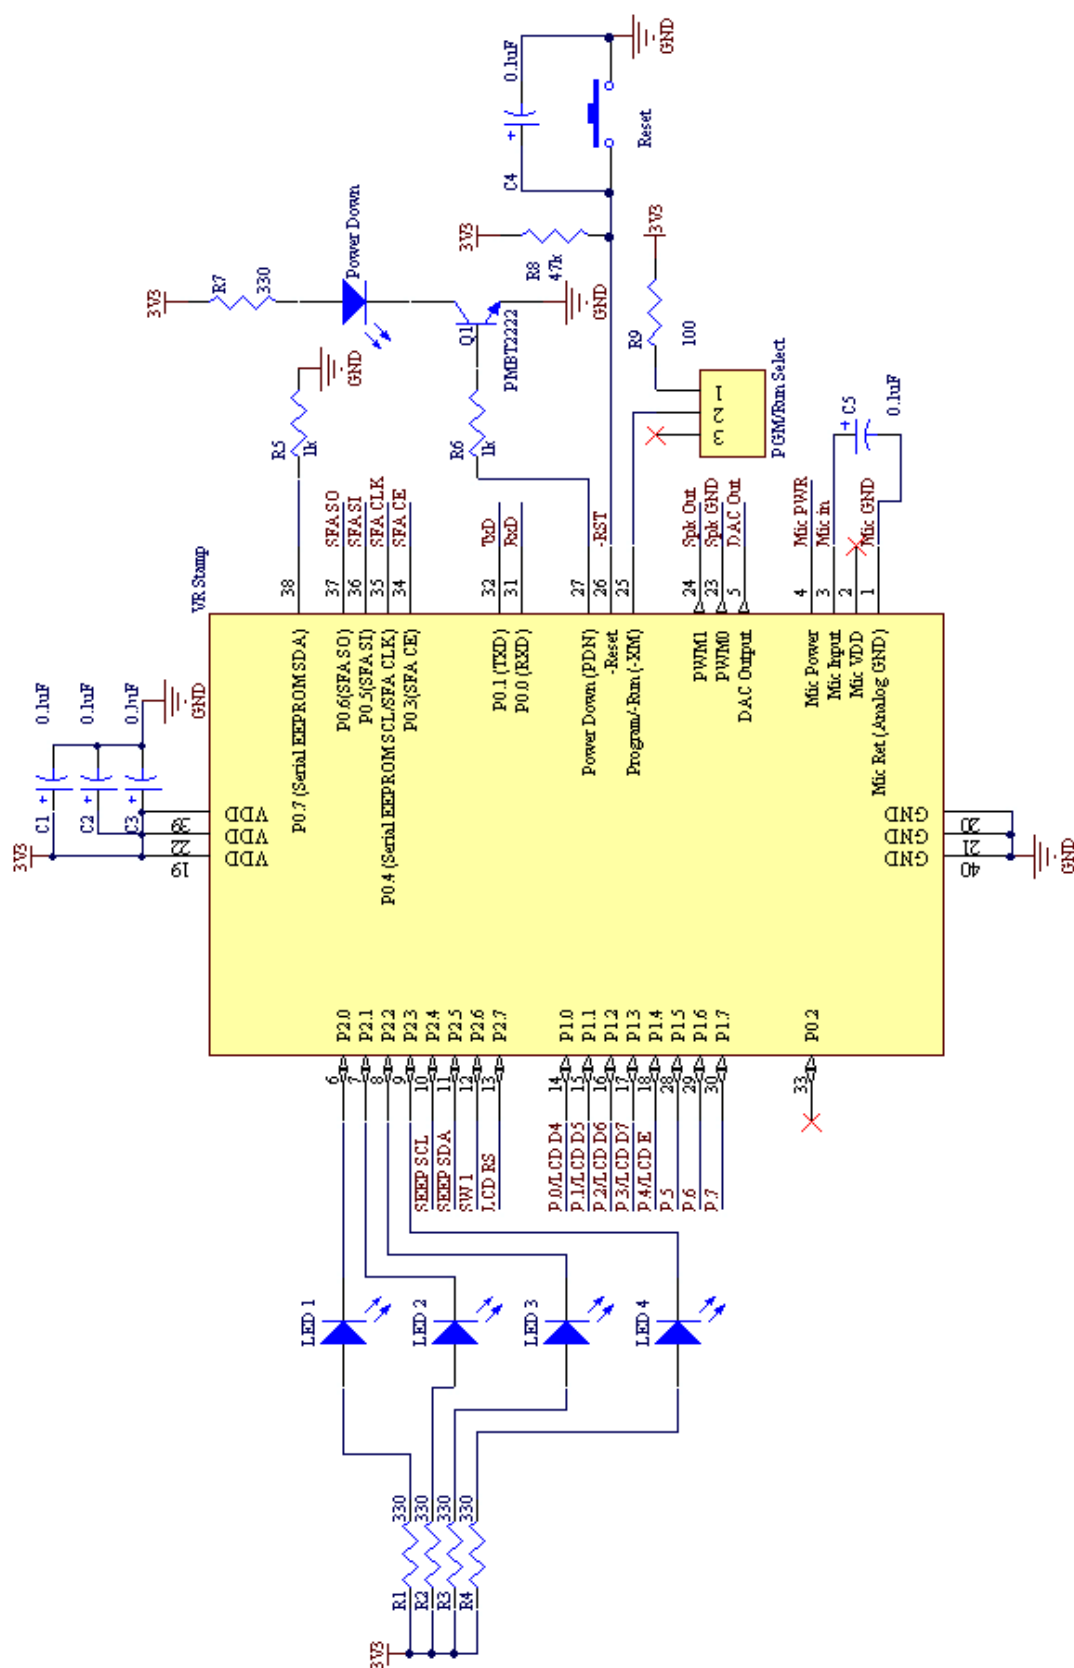 0.1uF
GND
C4
Reset
Power Down
3V3
R7
330
3V3
R8
47k
3V3
Q1
PMBT2222
GND
R9
100
GND
R5
1k
R6
1k
1
2
3
PGM/Run Select
C5
0.1uF
SFA SO
SFA SI
SFA CLK
SFA CE
TxD
RxD
-RST
Spk Out
Spk GND
DAC Out
Mic PWR
Mic in
Mic GND
VR Stamp
38
37
36
35
34
32
31
27
26
25
24
23
5
4
3
2
1
0.1uF
0.1uF
0.1uF
GND
C1
C2
C3
3V3
39
22
19
VDD
VDD
VDD
P0.7 (Serial EEPROM SDA)
P0.6(SFA SO)
P0.5(SFA SI)
P0.4 (Serial EEPROM SCL/SFA CLK)
P0.3(SFA CE)
P0.1 (TXD)
P0.0 (RXD)
Power Down (PDN)
-Reset
Program/-Run (-XM)
PWM1
PWM0
DAC Output
Mic Power
Mic Input
Mic VDD
Mic Ret (Analog GND)
GND
GND
GND
20
21
40
GND
P2.0
P2.1
P2.2
P2.3
P2.4
P2.5
P2.6
P2.7
P1.0
P1.1
P1.2
P1.3
P1.4
P1.5
P1.6
P1.7
P0.2
6
7
8
9
10
11
12
13
14
15
16
17
18
28
29
30
33
SEEP SCL
SEEP SDA
SW1
LCD RS
P.0/LCD D4
P.1/LCD D5
P.2/LCD D6
P.3/LCD D7
P.4/LCD E
P.5
P.6
P.7
LED 1
LED 2
LED 3
LED 4
330
330
330
330
R1
R2
R3
R4
3V3